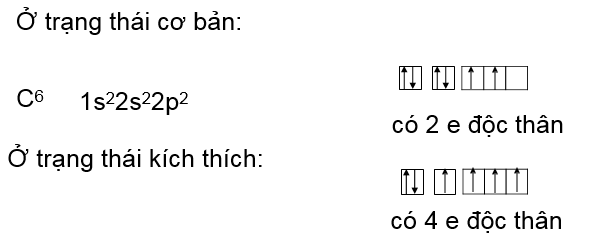 Ở trạng thái cơ bản:
C⁶ 1s²2s²2p²
có 2 e độc thân
Ở trạng thái kích thích:
có 4 e độc thân